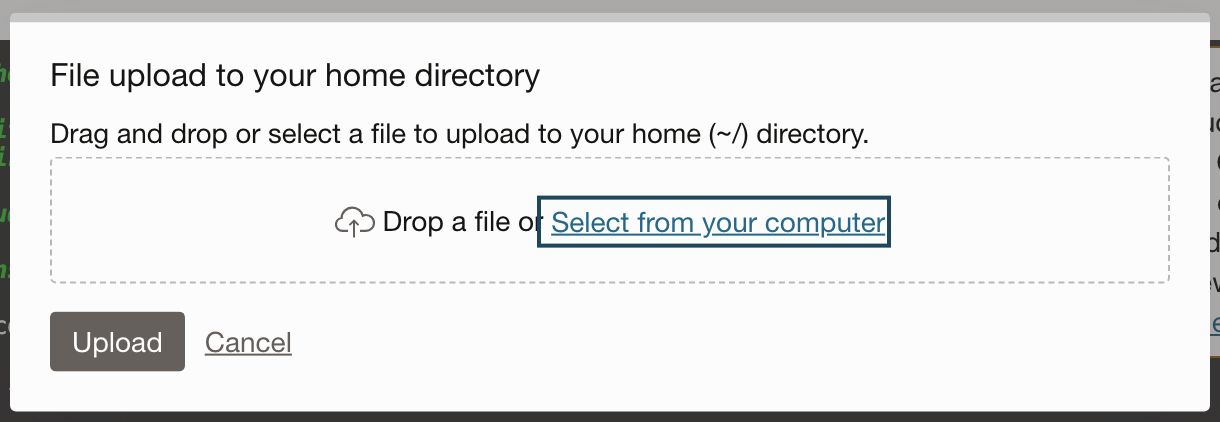 File upload to your home directory
Drag and drop or select a file to upload to your home (~/) directory.
Drop a file or Select from your computer
Upload Cancel